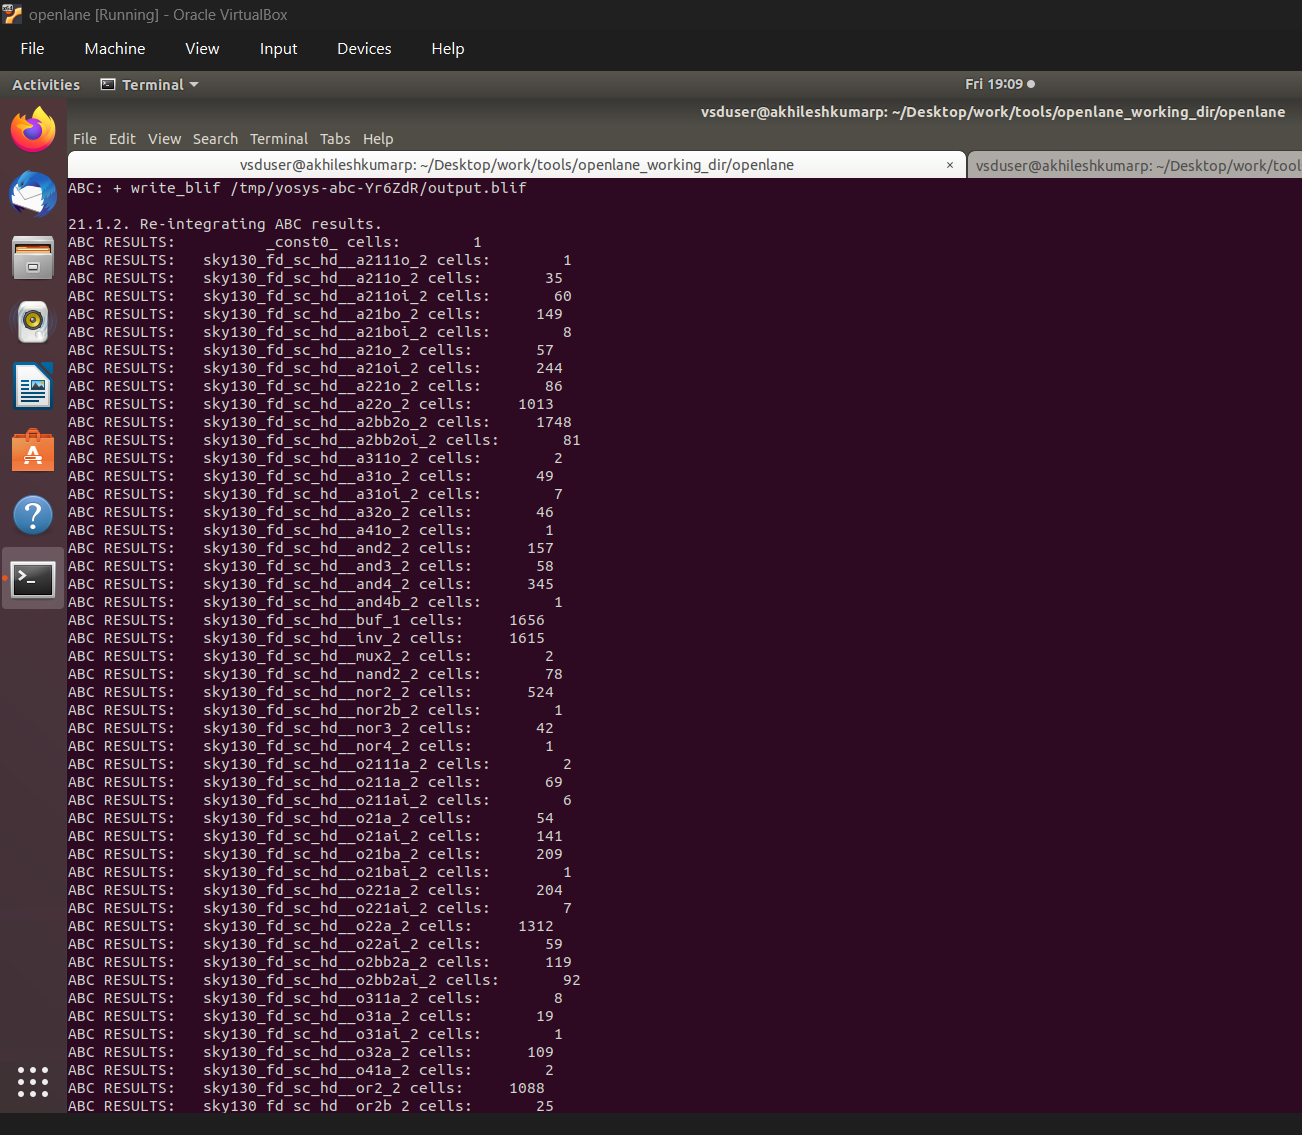 openlane [Running] - Oracle VirtualBox
File Machine View Input Devices Help
Activities Terminal Fri 19:09
vsduser@akhileshkumarp: ~/Desktop/work/tools/openlane_working_dir/openlane
File Edit View Search Terminal Tabs Help
vsduser@akhileshkumarp: ~/Desktop/work/tools/openlane_working_dir/openlane × vsduser@akhileshkumarp: ~/Desktop/work/tool
ABC: + write_blif /tmp/yosys-abc-Yr6ZdR/output.blif
21.1.2. Re-integrating ABC results.
ABC RESULTS: _const0_ cells: 1
ABC RESULTS: sky130_fd_sc_hd__a2111o_2 cells: 1
ABC RESULTS: sky130_fd_sc_hd__a211o_2 cells: 35
ABC RESULTS: sky130_fd_sc_hd__a211oi_2 cells: 60
ABC RESULTS: sky130_fd_sc_hd__a21bo_2 cells: 149
ABC RESULTS: sky130_fd_sc_hd__a21boi_2 cells: 8
ABC RESULTS: sky130_fd_sc_hd__a21o_2 cells: 57
ABC RESULTS: sky130_fd_sc_hd__a21oi_2 cells: 244
ABC RESULTS: sky130_fd_sc_hd__a221o_2 cells: 86
ABC RESULTS: sky130_fd_sc_hd__a22o_2 cells: 1013
ABC RESULTS: sky130_fd_sc_hd__a2bb2o_2 cells: 1748
ABC RESULTS: sky130_fd_sc_hd__a2bb2oi_2 cells: 81
ABC RESULTS: sky130_fd_sc_hd__a311o_2 cells: 2
ABC RESULTS: sky130_fd_sc_hd__a31o_2 cells: 49
ABC RESULTS: sky130_fd_sc_hd__a31oi_2 cells: 7
ABC RESULTS: sky130_fd_sc_hd__a32o_2 cells: 46
ABC RESULTS: sky130_fd_sc_hd__a41o_2 cells: 1
ABC RESULTS: sky130_fd_sc_hd__and2_2 cells: 157
ABC RESULTS: sky130_fd_sc_hd__and3_2 cells: 58
ABC RESULTS: sky130_fd_sc_hd__and4_2 cells: 345
ABC RESULTS: sky130_fd_sc_hd__and4b_2 cells: 1
ABC RESULTS: sky130_fd_sc_hd__buf_1 cells: 1656
ABC RESULTS: sky130_fd_sc_hd__inv_2 cells: 1615
ABC RESULTS: sky130_fd_sc_hd__mux2_2 cells: 2
ABC RESULTS: sky130_fd_sc_hd__nand2_2 cells: 78
ABC RESULTS: sky130_fd_sc_hd__nor2_2 cells: 524
ABC RESULTS: sky130_fd_sc_hd__nor2b_2 cells: 1
ABC RESULTS: sky130_fd_sc_hd__nor3_2 cells: 42
ABC RESULTS: sky130_fd_sc_hd__nor4_2 cells: 1
ABC RESULTS: sky130_fd_sc_hd__o2111a_2 cells: 2
ABC RESULTS: sky130_fd_sc_hd__o211a_2 cells: 69
ABC RESULTS: sky130_fd_sc_hd__o211ai_2 cells: 6
ABC RESULTS: sky130_fd_sc_hd__o21a_2 cells: 54
ABC RESULTS: sky130_fd_sc_hd__o21ai_2 cells: 141
ABC RESULTS: sky130_fd_sc_hd__o21ba_2 cells: 209
ABC RESULTS: sky130_fd_sc_hd__o21bai_2 cells: 1
ABC RESULTS: sky130_fd_sc_hd__o221a_2 cells: 204
ABC RESULTS: sky130_fd_sc_hd__o221ai_2 cells: 7
ABC RESULTS: sky130_fd_sc_hd__o22a_2 cells: 1312
ABC RESULTS: sky130_fd_sc_hd__o22ai_2 cells: 59
ABC RESULTS: sky130_fd_sc_hd__o2bb2a_2 cells: 119
ABC RESULTS: sky130_fd_sc_hd__o2bb2ai_2 cells: 92
ABC RESULTS: sky130_fd_sc_hd__o311a_2 cells: 8
ABC RESULTS: sky130_fd_sc_hd__o31a_2 cells: 19
ABC RESULTS: sky130_fd_sc_hd__o31ai_2 cells: 1
ABC RESULTS: sky130_fd_sc_hd__o32a_2 cells: 109
ABC RESULTS: sky130_fd_sc_hd__o41a_2 cells: 2
ABC RESULTS: sky130_fd_sc_hd__or2_2 cells: 1088
ABC RESULTS: sky130_fd_sc_hd__or2b_2 cells: 25